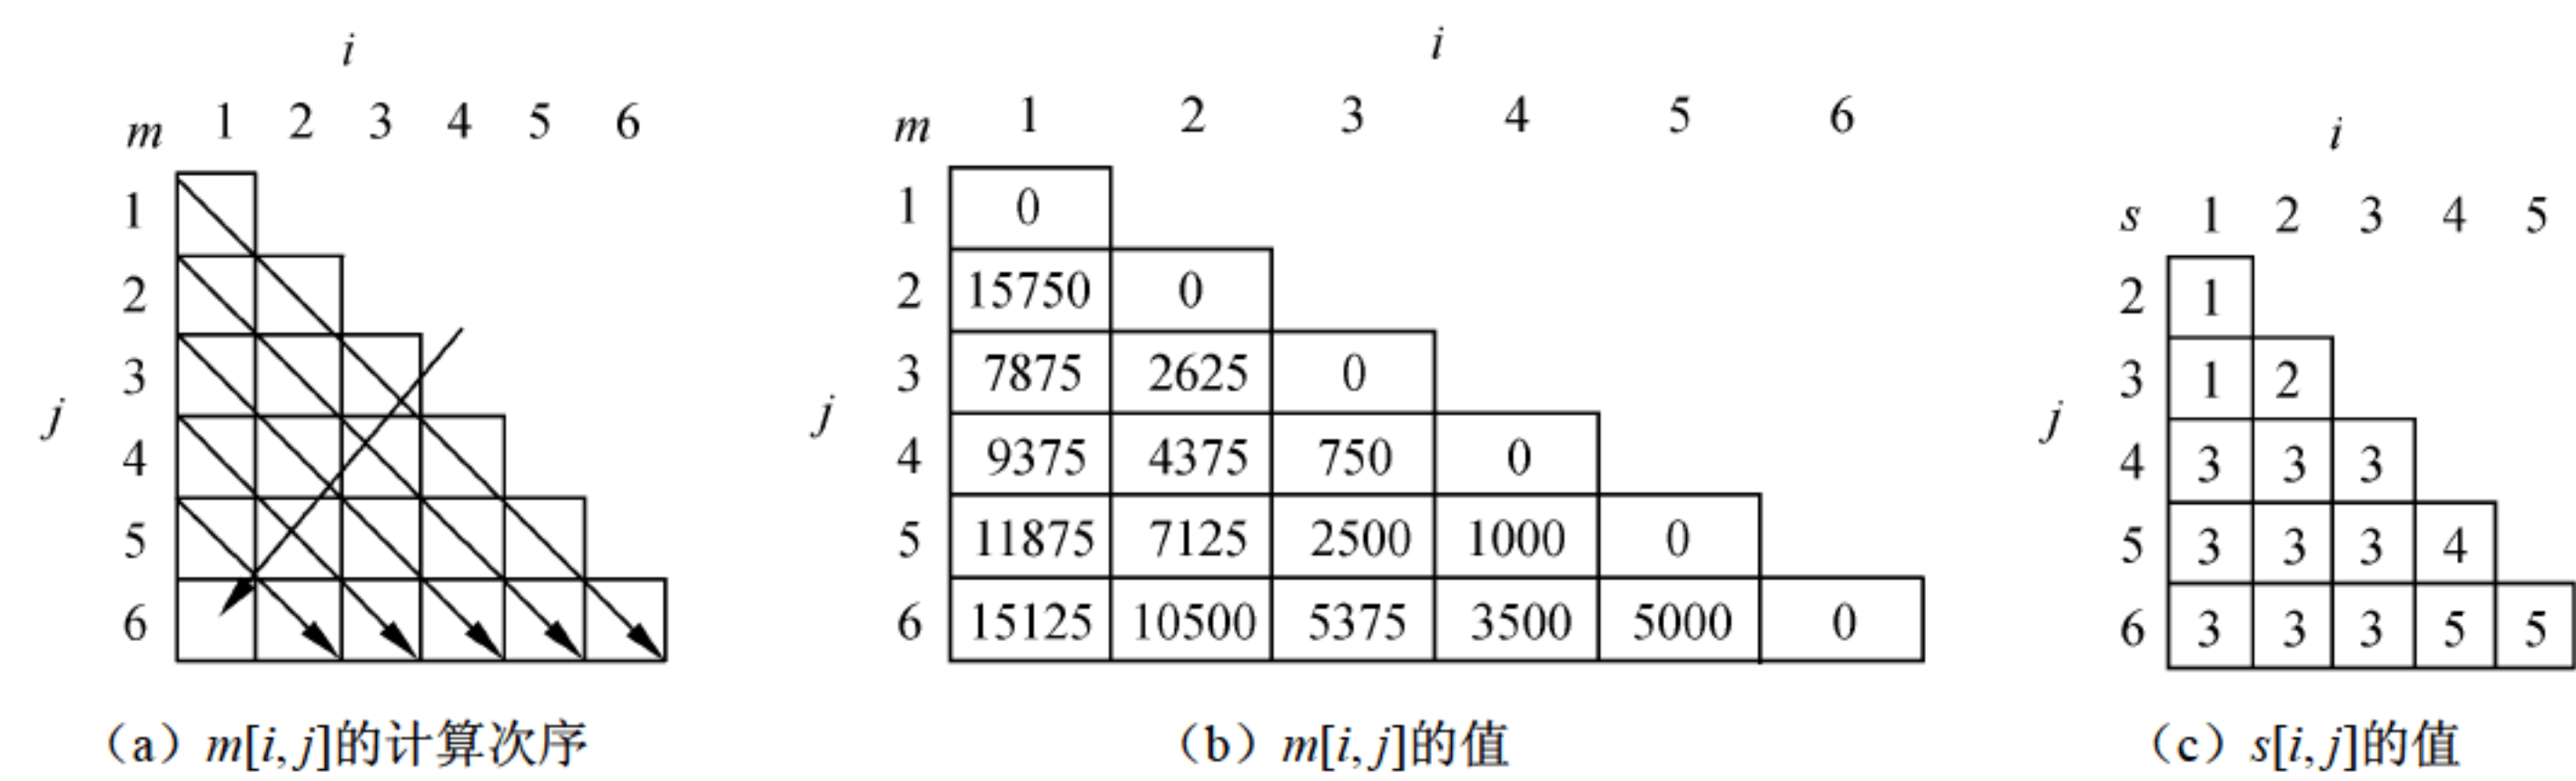 i
m 1 2 3 4 5 6
1
2
3
j
4
5
6
(a) m[i, j]的计算次序
i
m 1 2 3 4 5 6
1 0
2 15750 0
3 7875 2625 0
j
4 9375 4375 750 0
5 11875 7125 2500 1000 0
6 15125 10500 5375 3500 5000 0
(b) m[i, j]的值
i
s 1 2 3 4 5
2 1
3 1 2
j
4 3 3 3
5 3 3 3 4
6 3 3 3 5 5
(c) s[i, j]的值